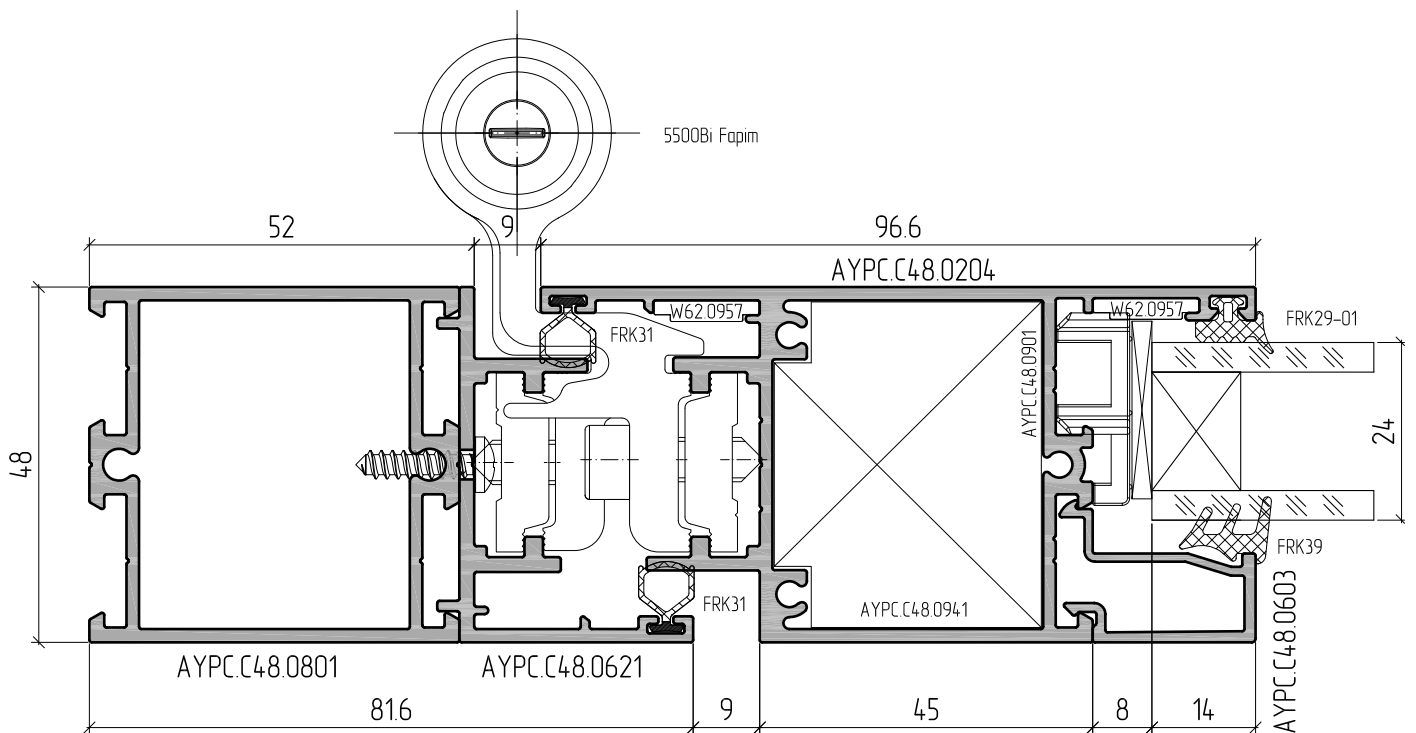 5500Bi Fapim
52
9
96.6
AYPC.C48.0204
W62.0957
W62.0957
FRK31
FRK29-01
AYPC.C48.0901
48
24
FRK39
FRK31
AYPC.C48.0941
AYPC.C48.0603
AYPC.C48.0801
AYPC.C48.0621
81.6
9
45
8
14